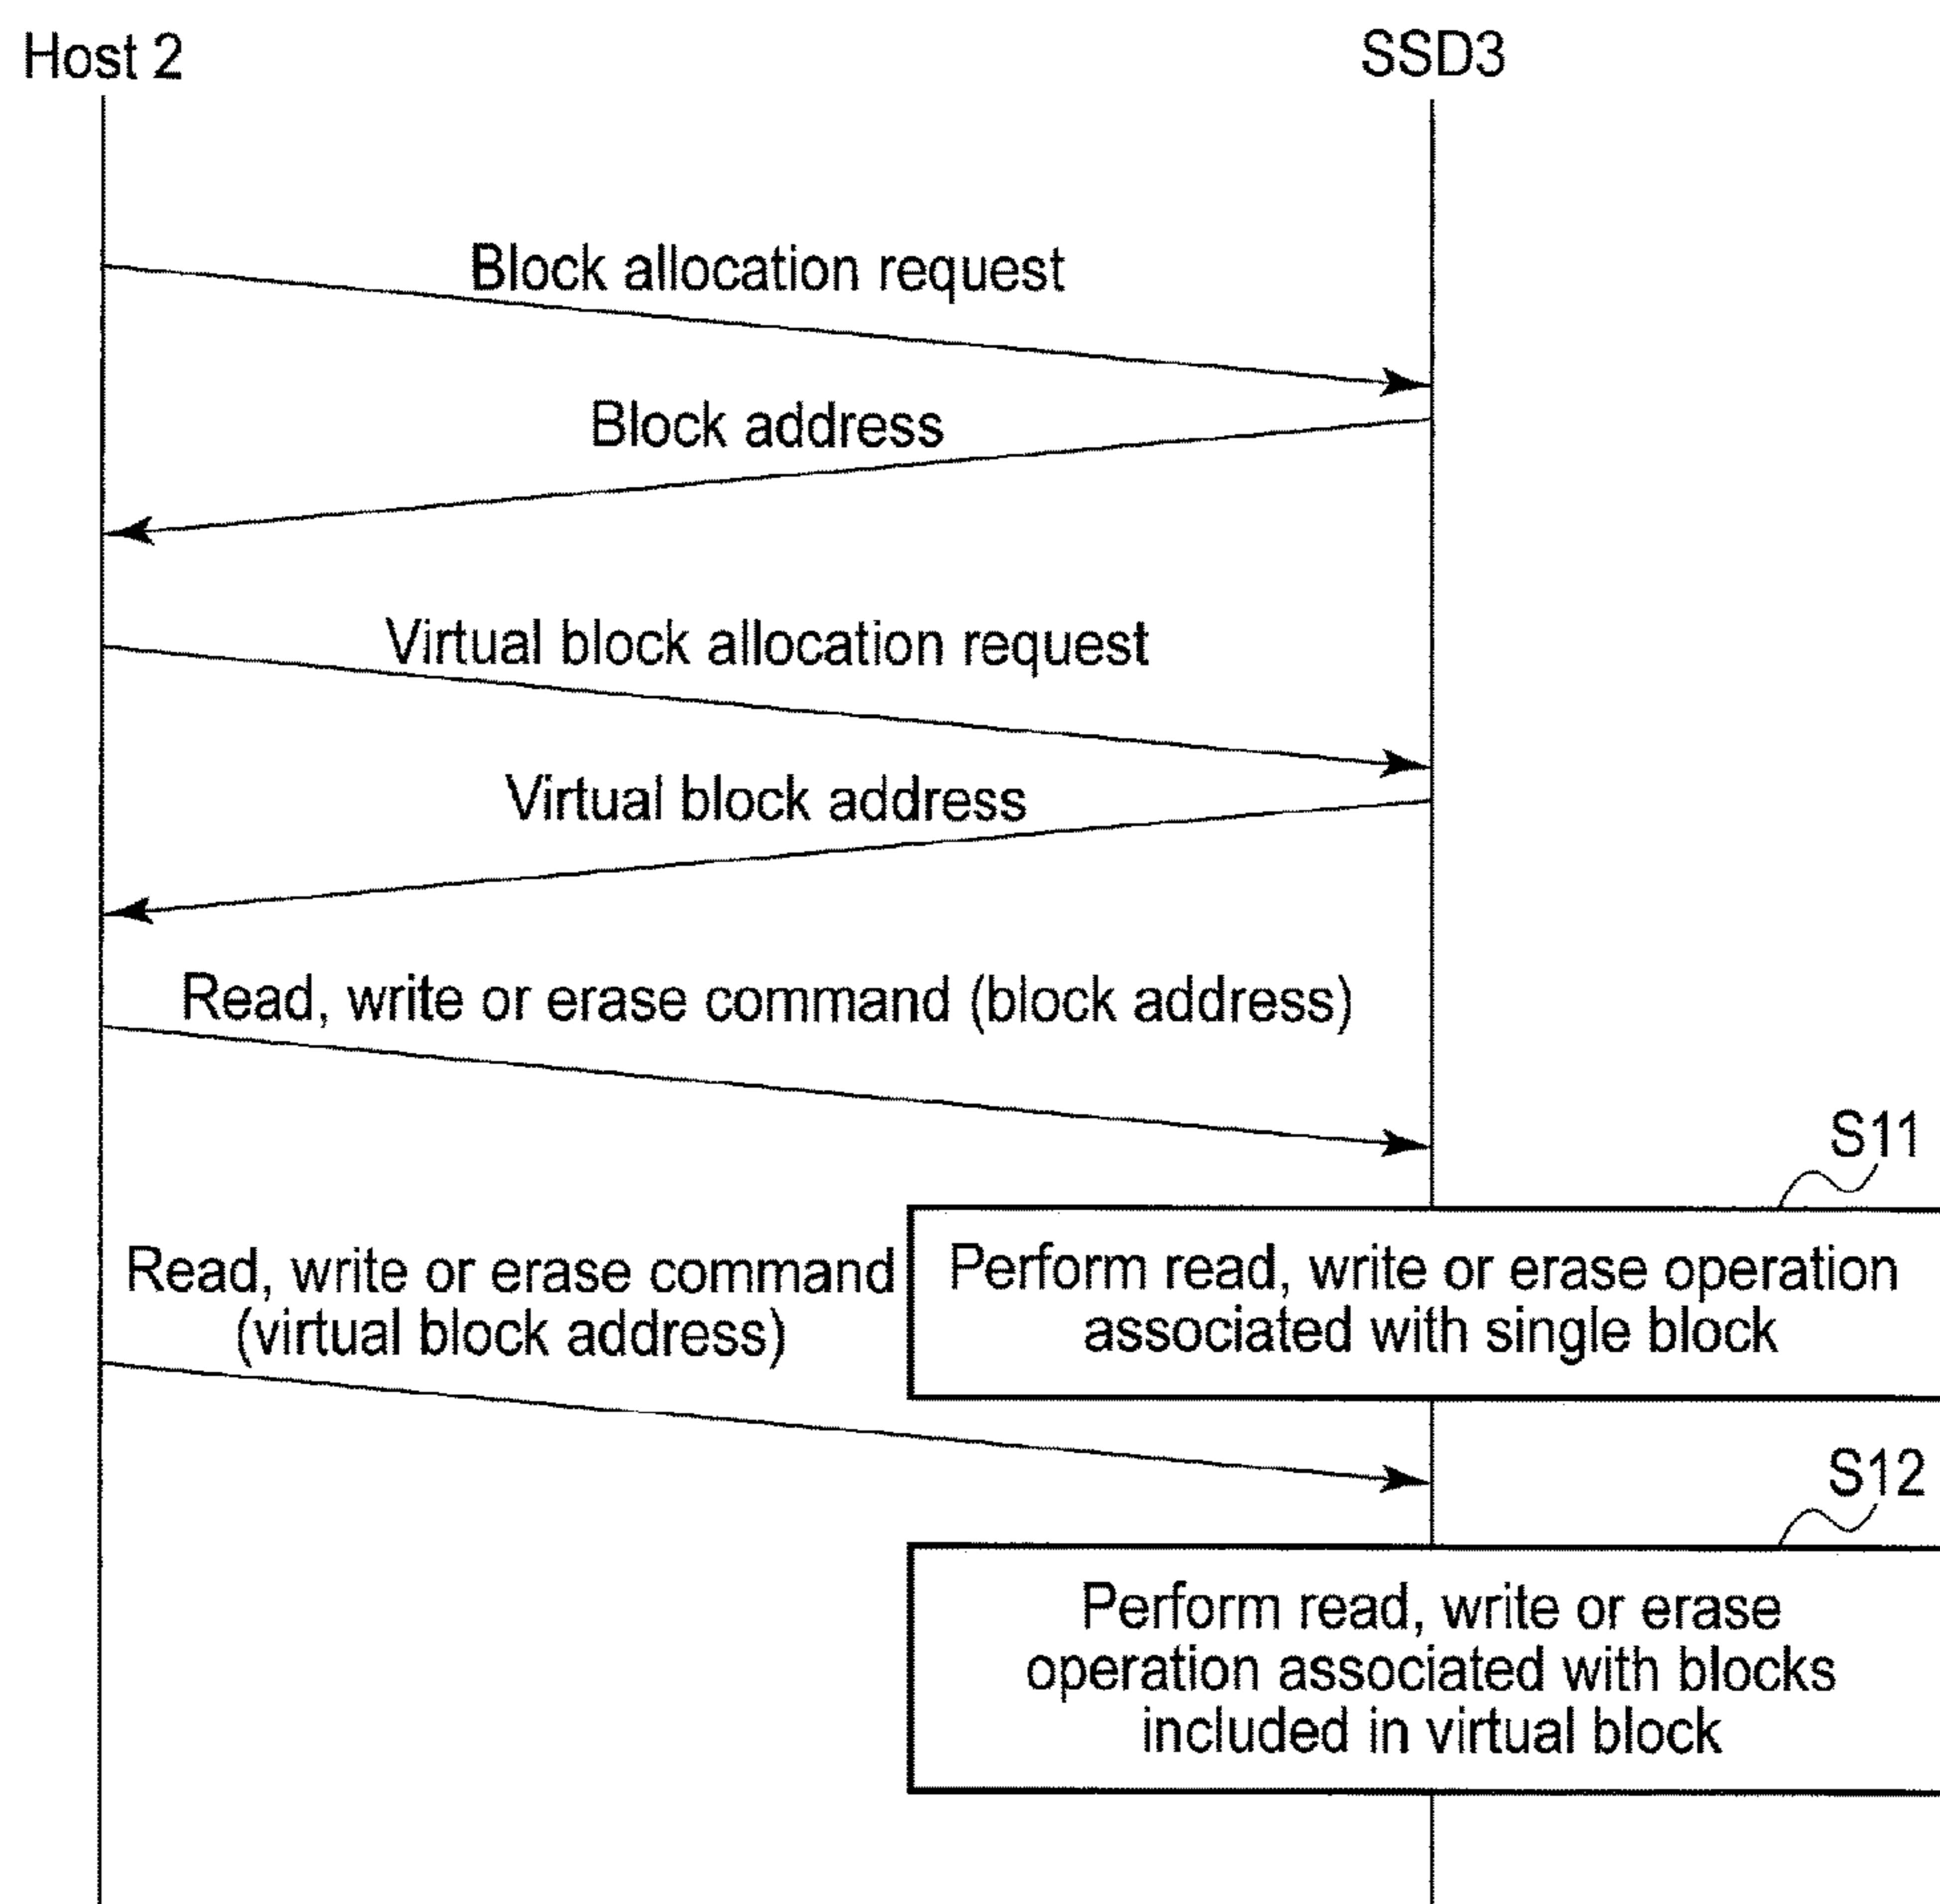 Host 2
SSD3
Block allocation request
Block address
Virtual block allocation request
Virtual block address
Read, write or erase command (block address)
S11
Read, write or erase command
(virtual block address)
Perform read, write or erase operation
associated with single block
S12
Perform read, write or erase
operation associated with blocks
included in virtual block